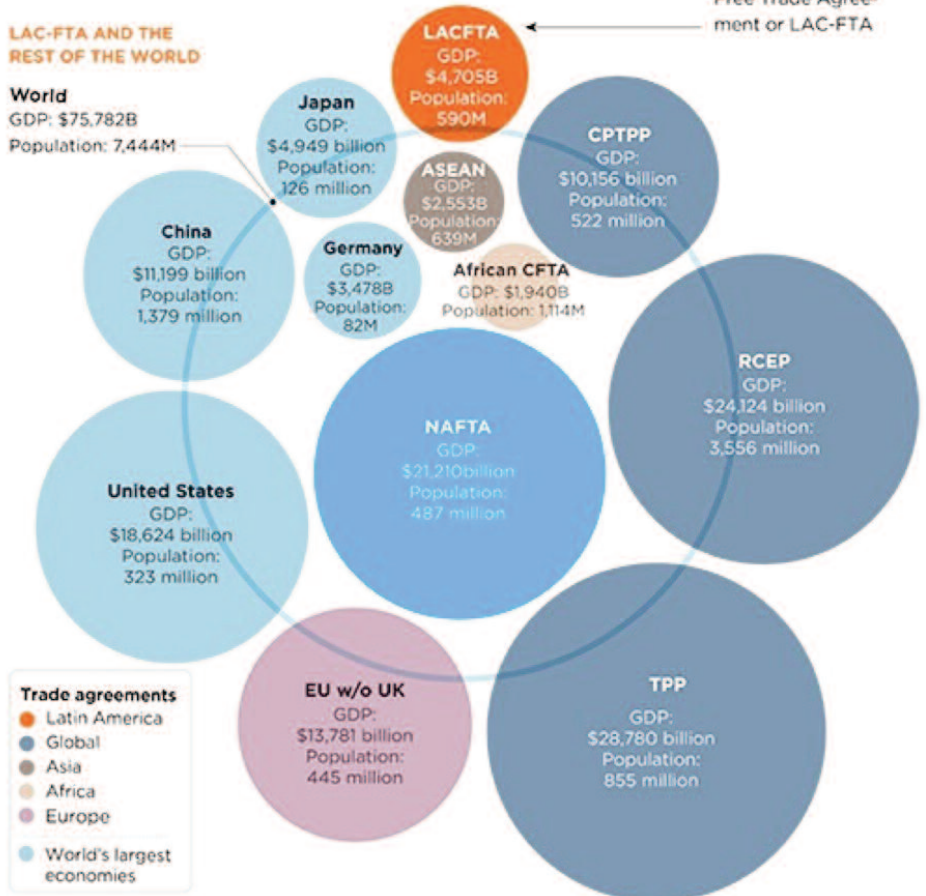 Free Trade Agree-
ment or LAC-FTA
LAC-FTA AND THE
REST OF THE WORLD
World
GDP: $75,782B
Population: 7,444M
LACFTA
GDP:
$4,705B
Population:
590M
Japan
GDP:
$4,949 billion
Population:
126 million
CPTPP
GDP:
$10,156 billion
Population:
522 million
ASEAN
GDP:
$2,553B
Population:
639M
China
GDP:
$11,199 billion
Population:
1,379 million
Germany
GDP:
$3,478B
Population:
82M
African CFTA
GDP: $1,940B
Population: 1,114M
RCEP
GDP:
$24,124 billion
Population:
3,556 million
NAFTA
GDP:
$21,210billion
Population:
487 million
United States
GDP:
$18,624 billion
Population:
323 million
EU w/o UK
GDP:
$13,781 billion
Population:
445 million
TPP
GDP:
$28,780 billion
Population:
855 million
Trade agreements
Latin America
Global
Asia
Africa
Europe
World's largest
economies